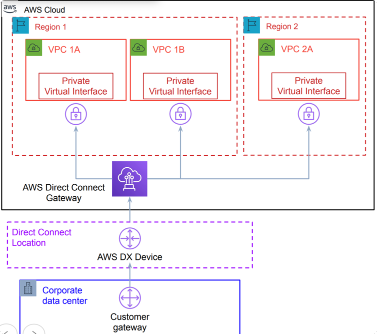 aws
AWS Cloud
Region 1
Region 2
VPC 1A
VPC 1B
VPC 2A
Private
Virtual Interface
Private
Virtual Interface
Private
Virtual Interface
AWS Direct Connect
Gateway
Direct Connect
Location
AWS DX Device
Corporate
data center
Customer
gateway